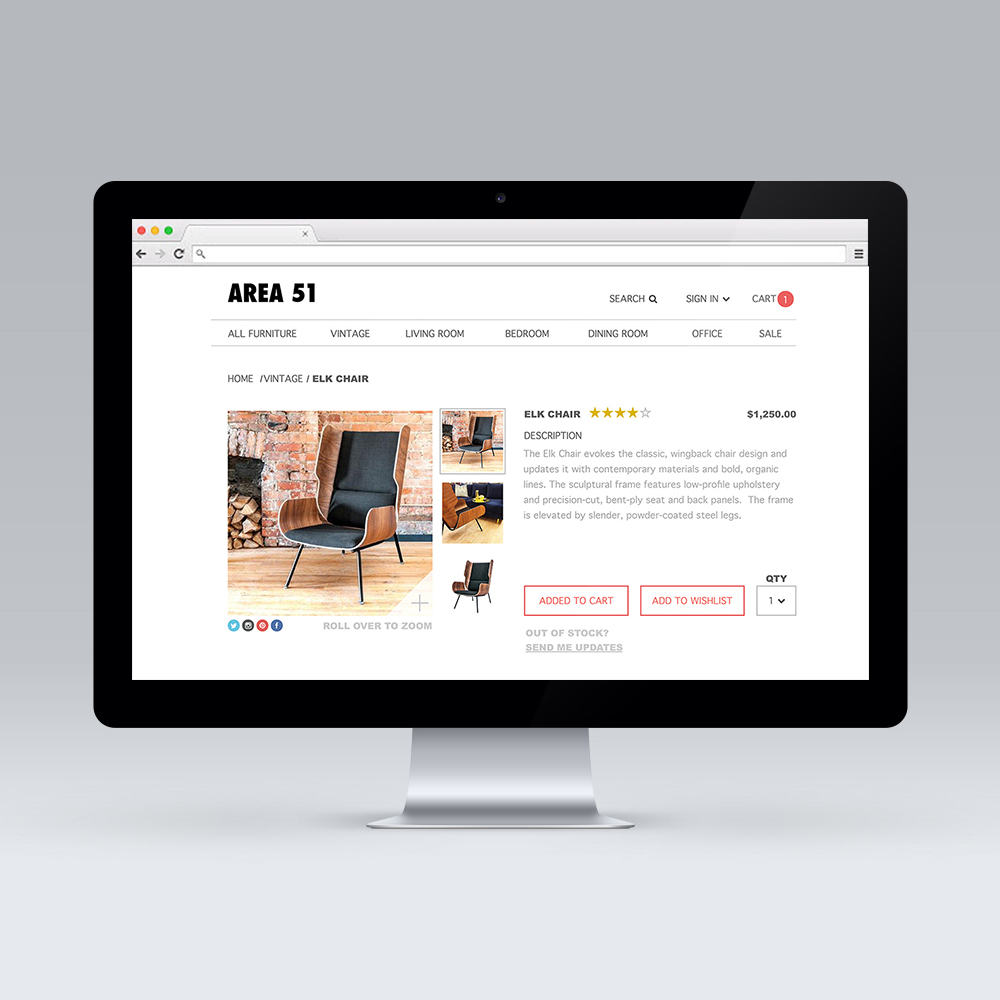 AREA 51
SEARCH
SIGN IN
CART 1
ALL FURNITURE VINTAGE LIVING ROOM BEDROOM DINING ROOM OFFICE SALE
HOME /VINTAGE / ELK CHAIR
ELK CHAIR
$1,250.00
DESCRIPTION
The Elk Chair evokes the classic, wingback chair design and
updates it with contemporary materials and bold, organic
lines. The sculptural frame features low-profile upholstery
and precision-cut, bent-ply seat and back panels. The frame
is elevated by slender, powder-coated steel legs.
QTY
ADDED TO CART
ADD TO WISHLIST
1
ROLL OVER TO ZOOM
OUT OF STOCK?
SEND ME UPDATES